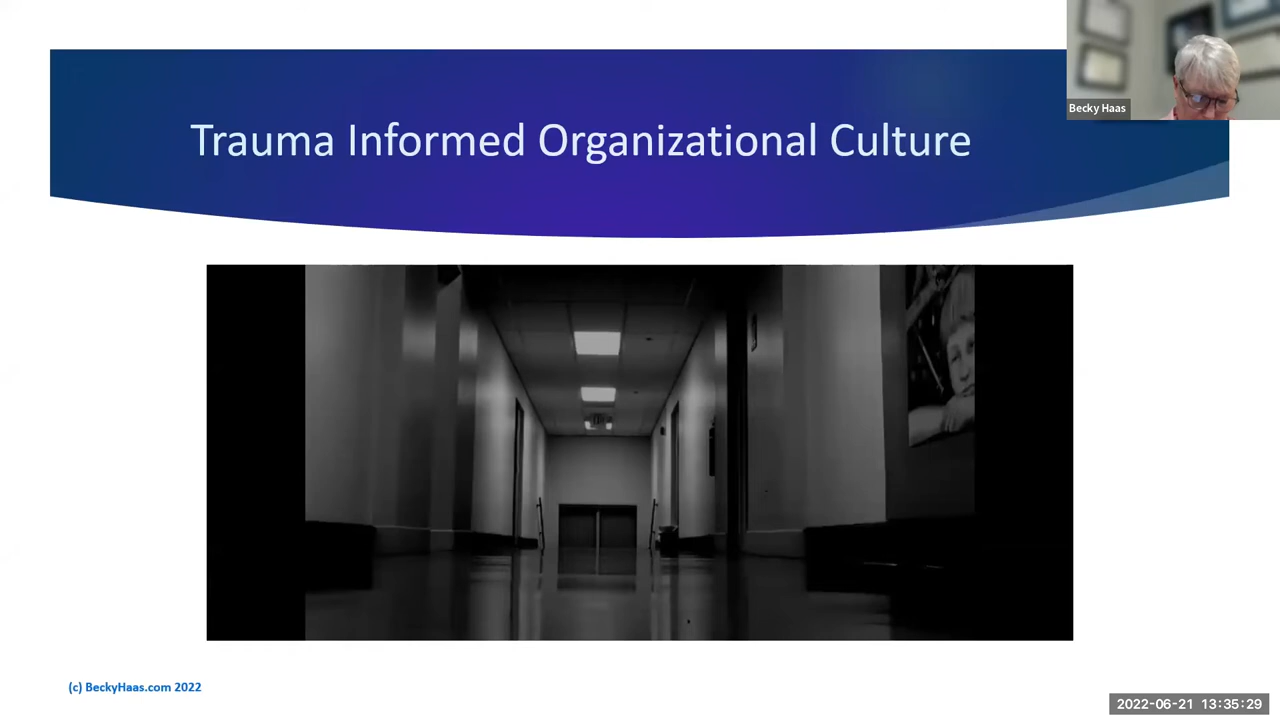 Becky Haas
Trauma Informed Organizational Culture
(c) BeckyHaas.com 2022
2022-06-21 13:35:29